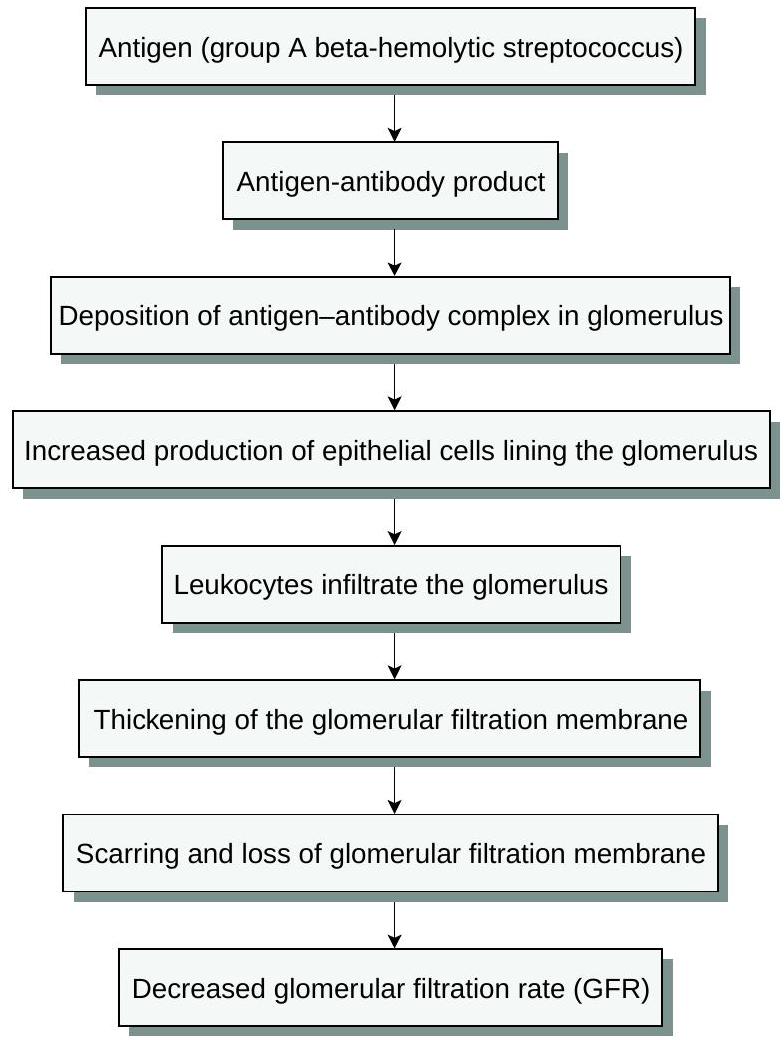 Antigen (group A beta-hemolytic streptococcus)
Antigen-antibody product
Deposition of antigen–antibody complex in glomerulus
Increased production of epithelial cells lining the glomerulus
Leukocytes infiltrate the glomerulus
Thickening of the glomerular filtration membrane
Scarring and loss of glomerular filtration membrane
Decreased glomerular filtration rate (GFR)